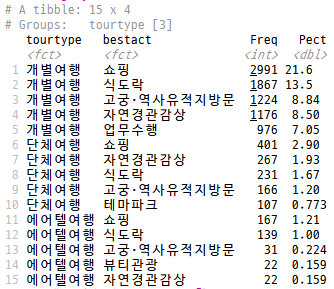 # A tibble: 15 x 4
# Groups: tourtype [3]
tourtype bestact Freq Pect
<fct> <fct> <int> <dbl>
1 개별여행 쇼핑 2991 21.6
2 개별여행 식도락 1867 13.5
3 개별여행 고궁·역사유적지방문 1224 8.84
4 개별여행 자연경관감상 1176 8.50
5 개별여행 업무수행 976 7.05
6 단체여행 쇼핑 401 2.90
7 단체여행 자연경관감상 267 1.93
8 단체여행 식도락 231 1.67
9 단체여행 고궁·역사유적지방문 166 1.20
10 단체여행 테마파크 107 0.773
11 에어텔여행 쇼핑 167 1.21
12 에어텔여행 식도락 139 1.00
13 에어텔여행 고궁·역사유적지방문 31 0.224
14 에어텔여행 뷰티관광 22 0.159
15 에어텔여행 자연경관감상 22 0.159